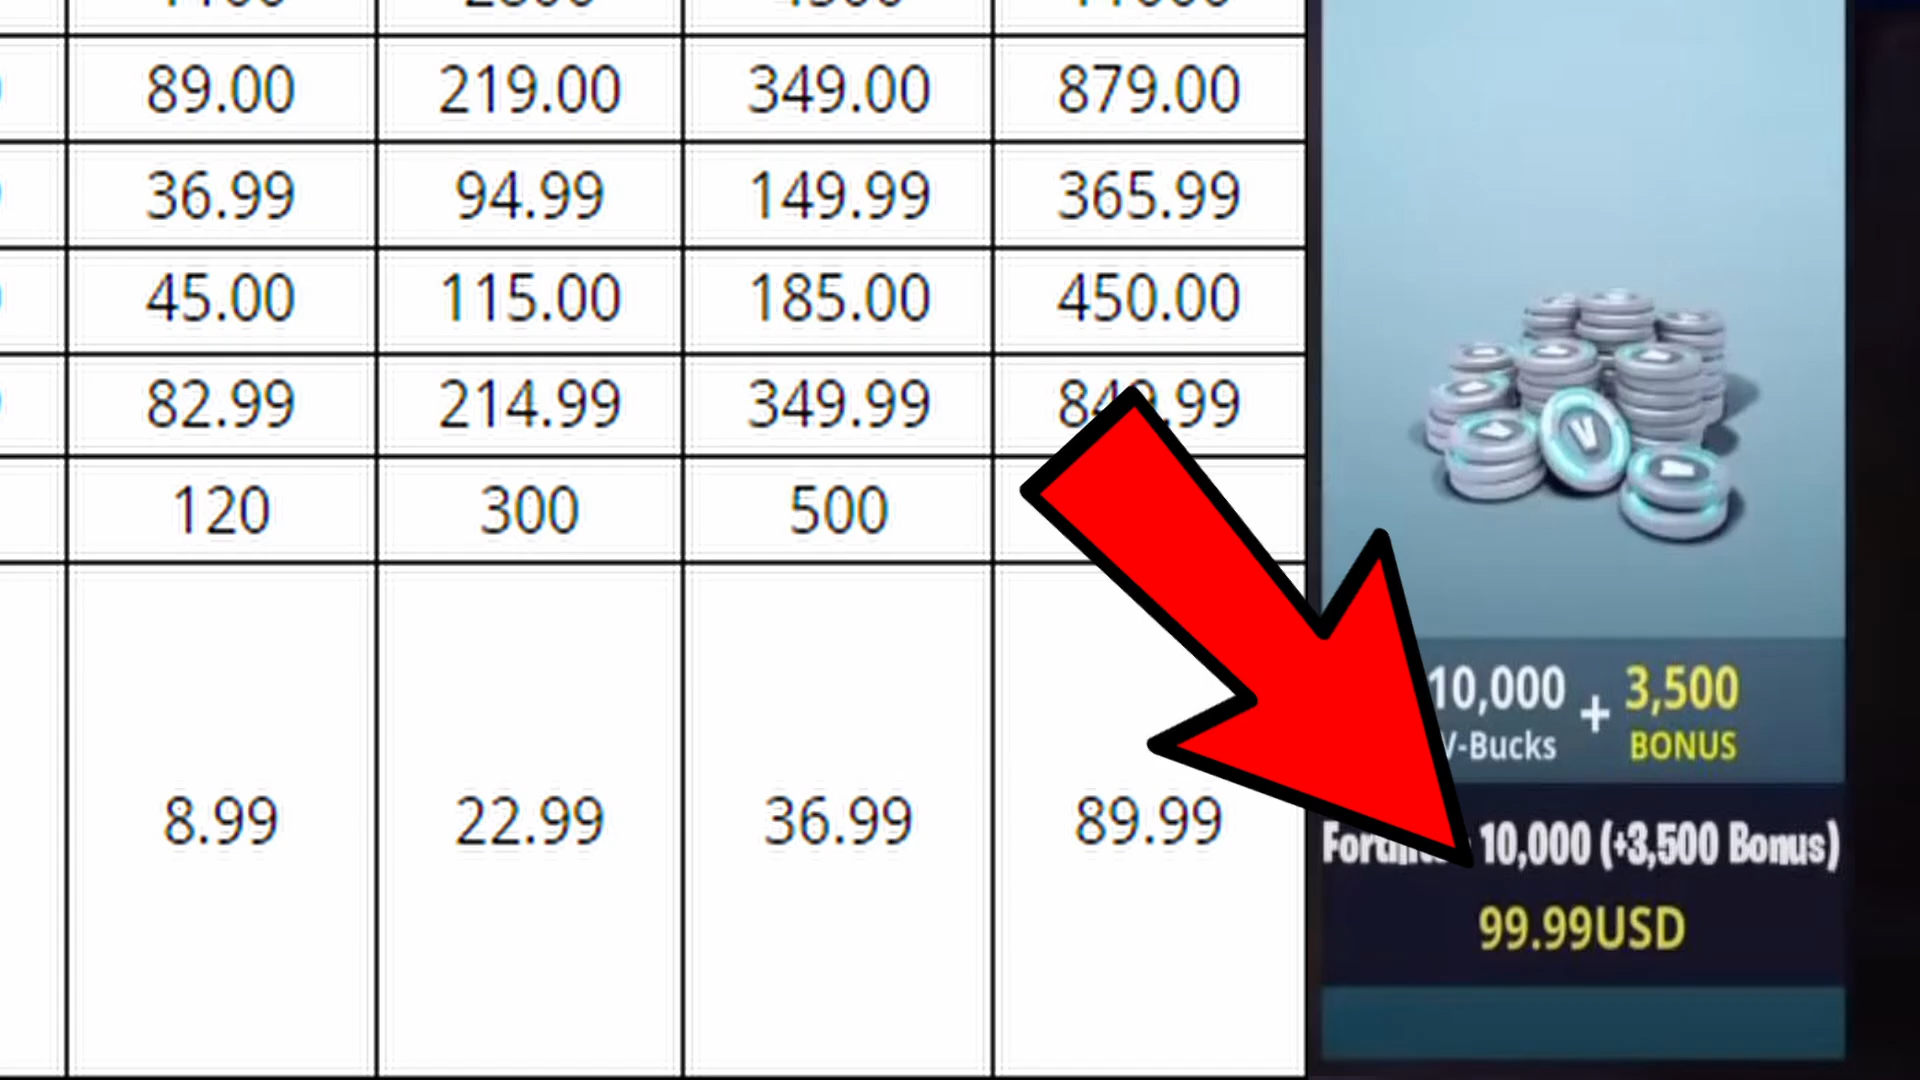 89.00 219.00 349.00 879.00
36.99 94.99 149.99 365.99
45.00 115.00 185.00 450.00
82.99 214.99 349.99 .99
120 300 500
8.99 22.99 36.99 89.99
10,000 + 3,500
V-Bucks BONUS
10,000 (+3,500 Bonus)
99.99USD